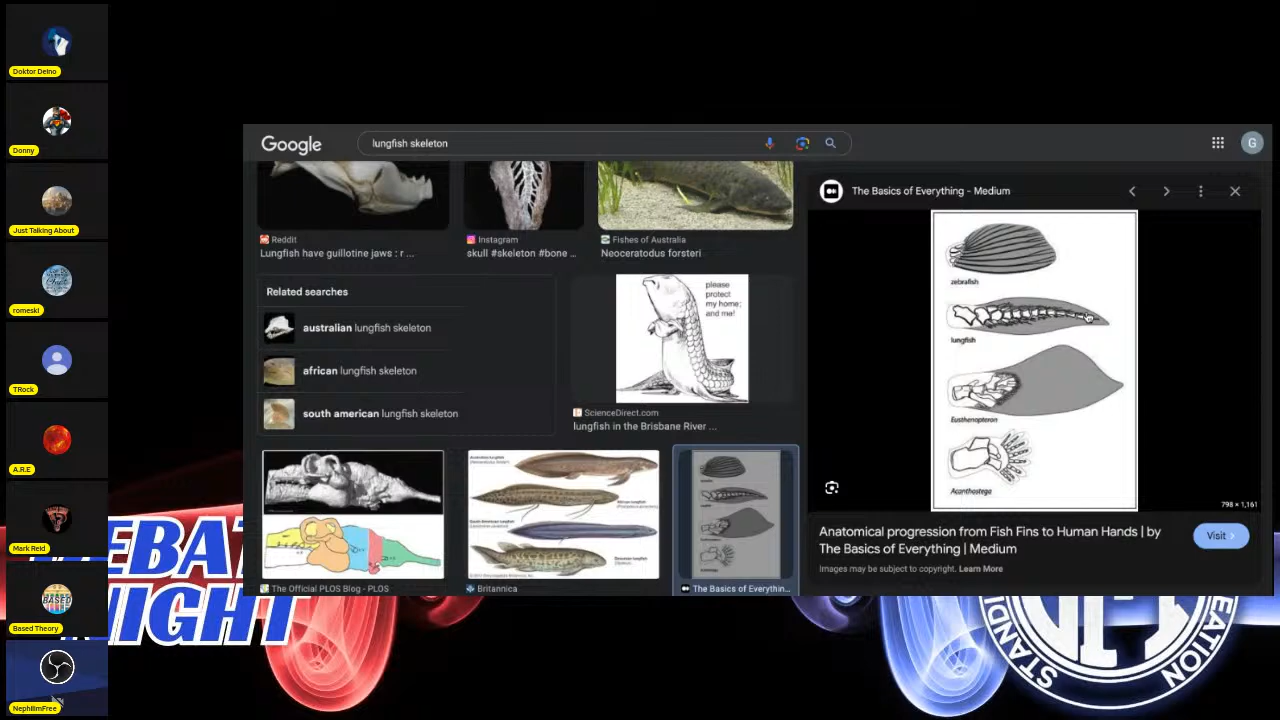 Doktor Delno
Donny
Just Talking About
romeski
TRock
A.R.E
Mark Reid
Based Theory
NephilimFree
Google
lungfish skeleton
G
Reddit
Lungfish have guillotine jaws : r ...
Instagram
skull #skeleton #bone ...
Fishes of Australia
Neoceratodus forsteri
Related searches
australian lungfish skeleton
african lungfish skeleton
south american lungfish skeleton
please
protect
my home;
and me!
ScienceDirect.com
lungfish in the Brisbane River ...
The Official PLOS Blog - PLOS
Britannica
The Basics of Everythin...
The Basics of Everything - Medium
zebrafish
lungfish
Eusthenopteron
Acanthostega
798 × 1,161
Anatomical progression from Fish Fins to Human Hands | by
The Basics of Everything | Medium
Visit
Images may be subject to copyright. Learn More